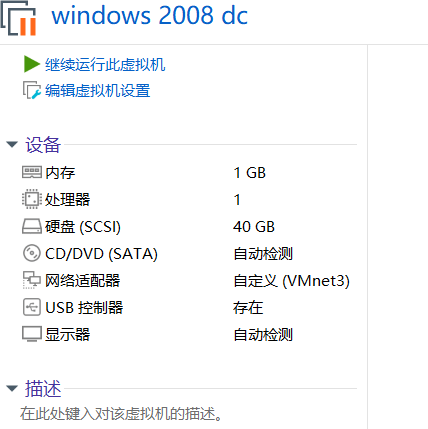 windows 2008 dc
继续运行此虚拟机
编辑虚拟机设置
设备
内存 1 GB
处理器 1
硬盘 (SCSI) 40 GB
CD/DVD (SATA) 自动检测
网络适配器 自定义 (VMnet3)
USB 控制器 存在
显示器 自动检测
描述
在此处键入对该虚拟机的描述。